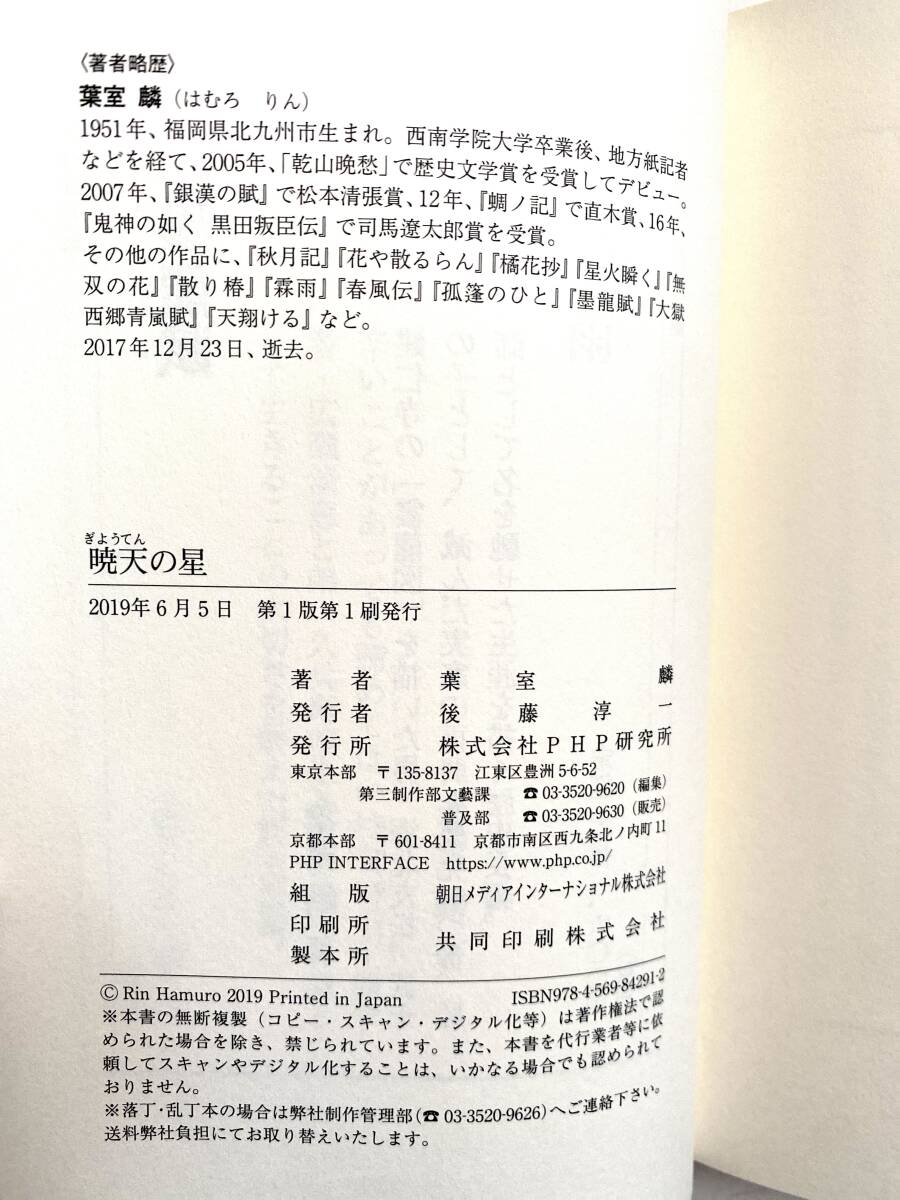 〈著者略歴〉
葉室 麟（はむろ りん）
1951年、福岡県北九州市生まれ。西南学院大学卒業後、地方紙記者
などを経て、2005年、「乾山晩愁」で歴史文学賞を受賞してデビュー。
2007年、『銀漢の賦』で松本清張賞、12年、『蜩ノ記』で直木賞、16年、
『鬼神の如く 黒田叛臣伝』で司馬遼太郎賞を受賞。
その他の作品に、『秋月記』『花や散るらん』『橘花抄』『星火瞬く』『無
双の花』『散り椿』『霖雨』『春風伝』『孤篷のひと』『墨龍賦』『大獄
西郷青嵐賦』『天翔ける』など。
2017年12月23日、逝去。
ぎようてん
暁天の星
2019年6月5日 第1版第1刷発行
著者 葉室麟
発行者 後藤淳一
発行所 株式会社PHP研究所
東京本部 〒135-8137 江東区豊洲5-6-52
第三制作部文藝課 ☎03-3520-9620（編集）
普及部 ☎03-3520-9630（販売）
京都本部 〒601-8411 京都市南区西九条北ノ内町11
PHP INTERFACE https://www.php.co.jp/
組版 朝日メディアインターナショナル株式会社
印刷所
製本所 共同印刷株式会社
© Rin Hamuro 2019 Printed in Japan ISBN978-4-569-84291-2
※本書の無断複製（コピー・スキャン・デジタル化等）は著作権法で認
められた場合を除き、禁じられています。また、本書を代行業者等に依
頼してスキャンやデジタル化することは、いかなる場合でも認められて
おりません。
※落丁・乱丁本の場合は弊社制作管理部（☎03-3520-9626）へご連絡下さい。
送料弊社負担にてお取り替えいたします。